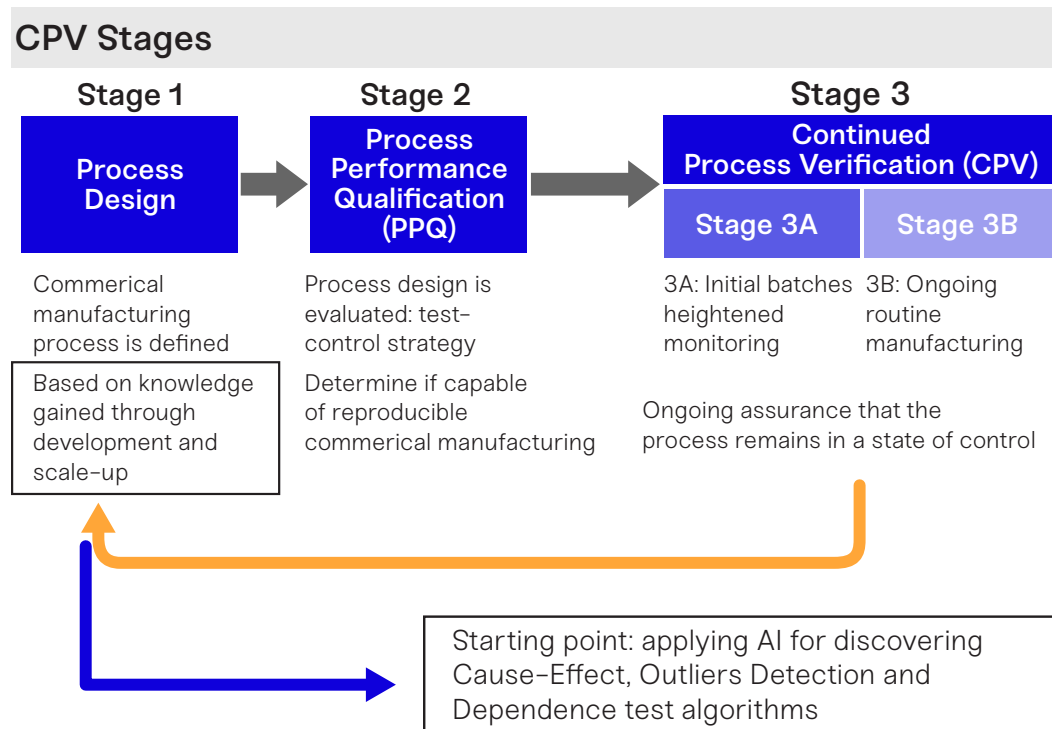 CPV Stages
Stage 1
Process
Design
Commerical
manufacturing
process is defined
Based on knowledge
gained through
development and
scale-up
Stage 2
Process
Performance
Qualification
(PPQ)
Process design is
evaluated: test-
control strategy
Determine if capable
of reproducible
commerical manufacturing
Stage 3
Continued
Process Verification (CPV)
Stage 3A
Stage 3B
3A: Initial batches
heightened
monitoring
3B: Ongoing
routine
manufacturing
Ongoing assurance that the
process remains in a state of control
Starting point: applying AI for discovering
Cause-Effect, Outliers Detection and
Dependence test algorithms